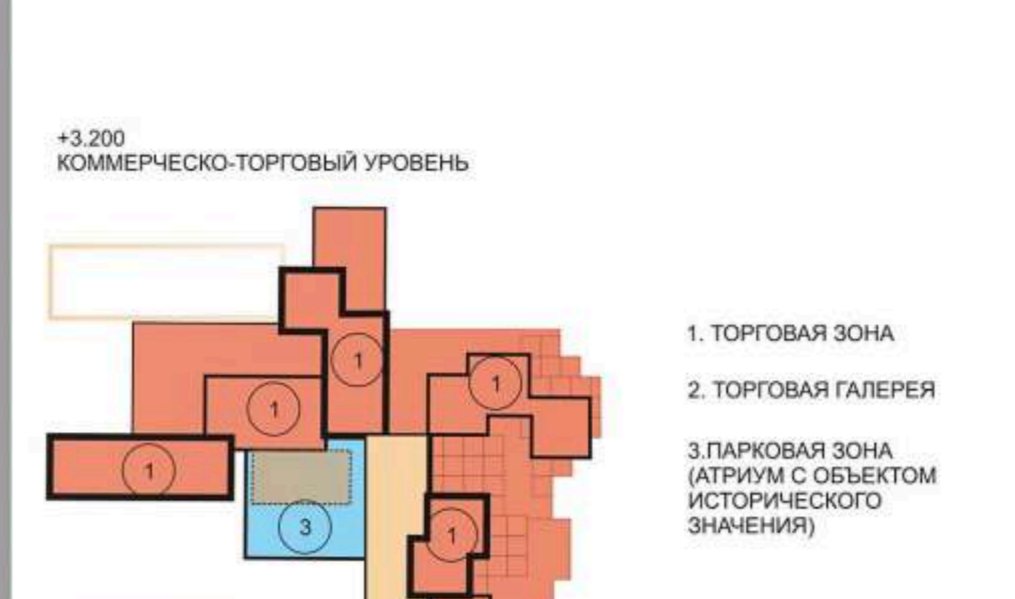 +3.200
КОММЕРЧЕСКО-ТОРГОВЫЙ УРОВЕНЬ
1
1
1
1
1
3
1. ТОРГОВАЯ ЗОНА
2. ТОРГОВАЯ ГАЛЕРЕЯ
3.ПАРКОВАЯ ЗОНА
(АТРИУМ С ОБЪЕКТОМ
ИСТОРИЧЕСКОГО
ЗНАЧЕНИЯ)